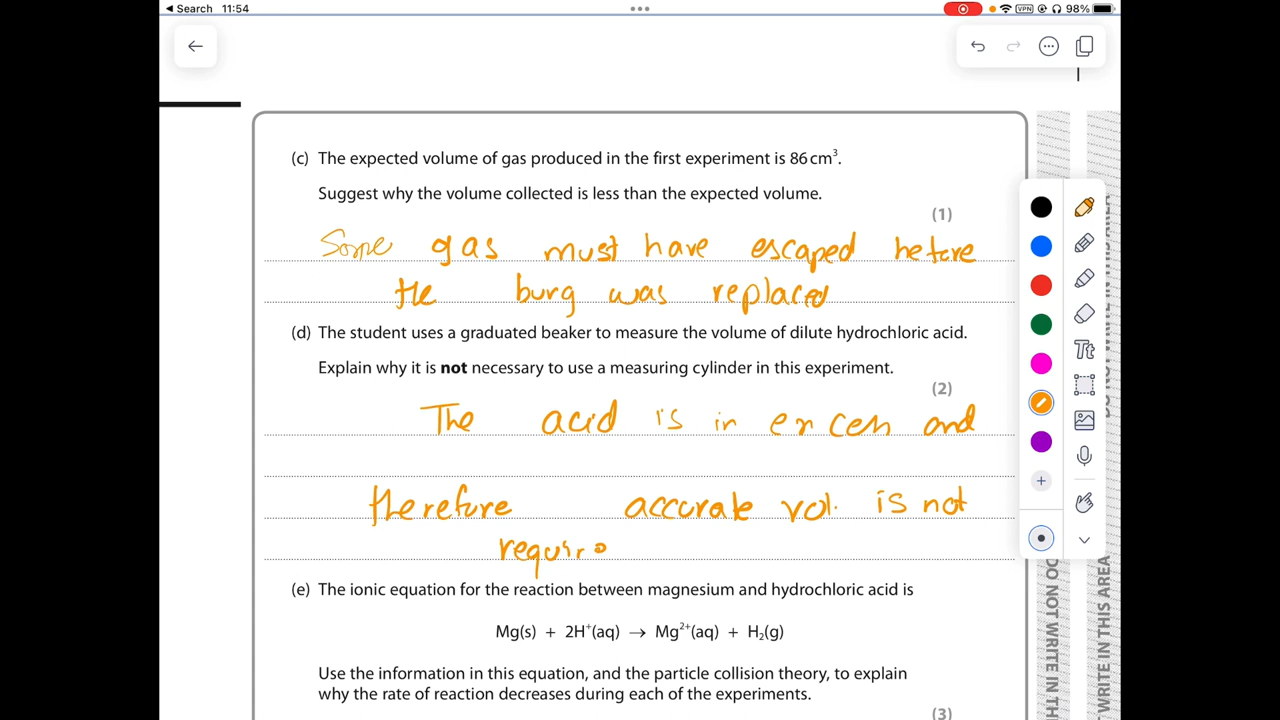 Search 11:54
VPN 98%
(c) The expected volume of gas produced in the first experiment is 86 cm³.
Suggest why the volume collected is less than the expected volume.
(1)
Some gas must have escaped before
the bung was replaced
(d) The student uses a graduated beaker to measure the volume of dilute hydrochloric acid.
Explain why it is not necessary to use a measuring cylinder in this experiment.
(2)
The acid is in excess and
therefore accurate vol. is not
require
(e) The ionic equation for the reaction between magnesium and hydrochloric acid is
Mg(s) + 2H⁺(aq) → Mg²⁺(aq) + H₂(g)
Use the information in this equation, and the particle collision theory, to explain
why the rate of reaction decreases during each of the experiments.
(3)
Tt
DO NOT WRITE IN TH
WRITE IN THIS AREA